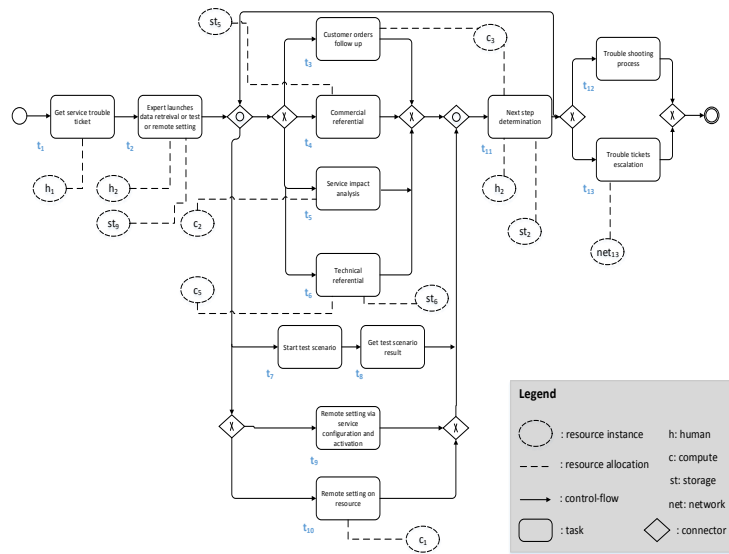 st5
Customer orders
follow up
t3
c3
Trouble shooting
process
t12
Get service trouble
ticket
t1
Expert launches
data retreival or test
or remote setting
t2
O
X
Commercial
referential
t4
X
O
Next step
determination
t11
X
X
h1
h2
st9
c2
Service impact
analysis
t5
h2
st2
Trouble tickets
escalation
t13
net13
c5
Technical
referential
t6
st6
Start test scenario
t7
Get test scenario
result
t8
X
Remote setting via
service
configuration and
activation
t9
X
Remote setting on
resource
t10
c1
Legend
: resource instance
h: human
: resource allocation
c: compute
st: storage
: control-flow
net: network
: task
: connector